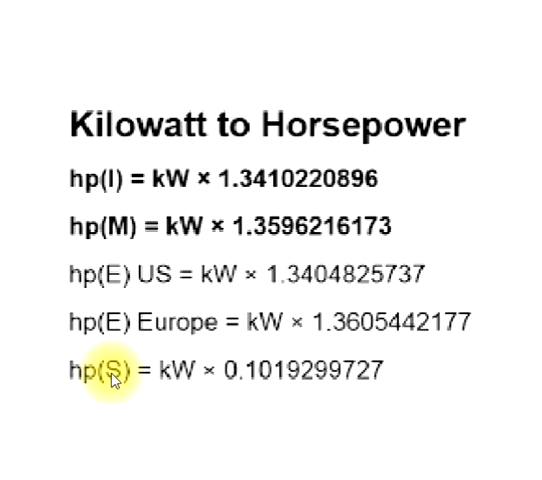 Kilowatt to Horsepower
hp(I) = kW × 1.3410220896
hp(M) = kW × 1.3596216173
hp(E) US = kW × 1.3404825737
hp(E) Europe = kW × 1.3605442177
hp(S) = kW × 0.1019299727